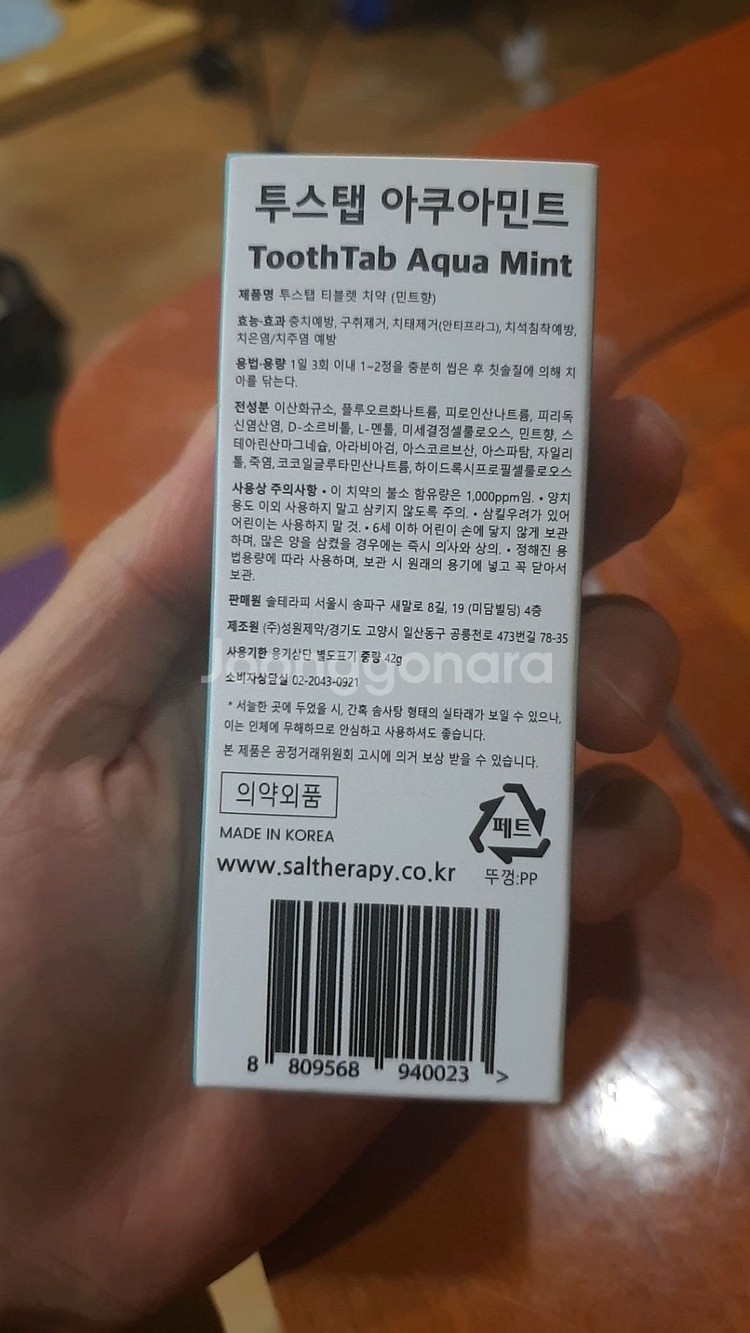 투스탭 아쿠아민트
ToothTab Aqua Mint
제품명 투스탭 티블렛 치약 (민트향)
효능·효과 충치예방, 구취제거, 치태제거(안티프라그), 치석침착예방,
치은염/치주염 예방
용법·용량 1일 3회 이내 1~2정을 충분히 씹은 후 칫솔질에 의해 치
아를 닦는다.
전성분 이산화규소, 플루오르화나트륨, 피로인산나트륨, 피리독
신염산염, D-소르비톨, L-멘톨, 미세결정셀룰로오스, 민트향, 스
테아린산마그네슘, 아라비아검, 아스코르브산, 아스파탐, 자일리
톨, 죽염, 코코일글루타민산나트륨, 하이드록시프로필셀룰로오스
사용상 주의사항 • 이 치약의 불소 함유량은 1,000ppm임. • 양치
용도 이외 사용하지 말고 삼키지 않도록 주의. • 삼킬우려가 있어
어린이는 사용하지 말 것. • 6세 이하 어린이 손에 닿지 않게 보관
하며, 많은 양을 삼켰을 경우에는 즉시 의사와 상의. • 정해진 용
법용량에 따라 사용하며, 보관 시 원래의 용기에 넣고 꼭 닫아서
보관.
판매원 솔테라피 서울시 송파구 새말로 8길, 19 (미담빌딩) 4층
제조원 (주)성원제약/경기도 고양시 일산동구 공릉천로 473번길 78-35
사용기한 용기상단 별도표기 중량 42g
Joonggonara
소비자상담실 02-2043-0921
* 서늘한 곳에 두었을 시, 간혹 솜사탕 형태의 실타래가 보일 수 있으나,
이는 인체에 무해하므로 안심하고 사용하셔도 좋습니다.
본 제품은 공정거래위원회 고시에 의거 보상 받을 수 있습니다.
의약외품
MADE IN KOREA
페트
www.saltherapy.co.kr
뚜껑:PP
8 809568 940023 >